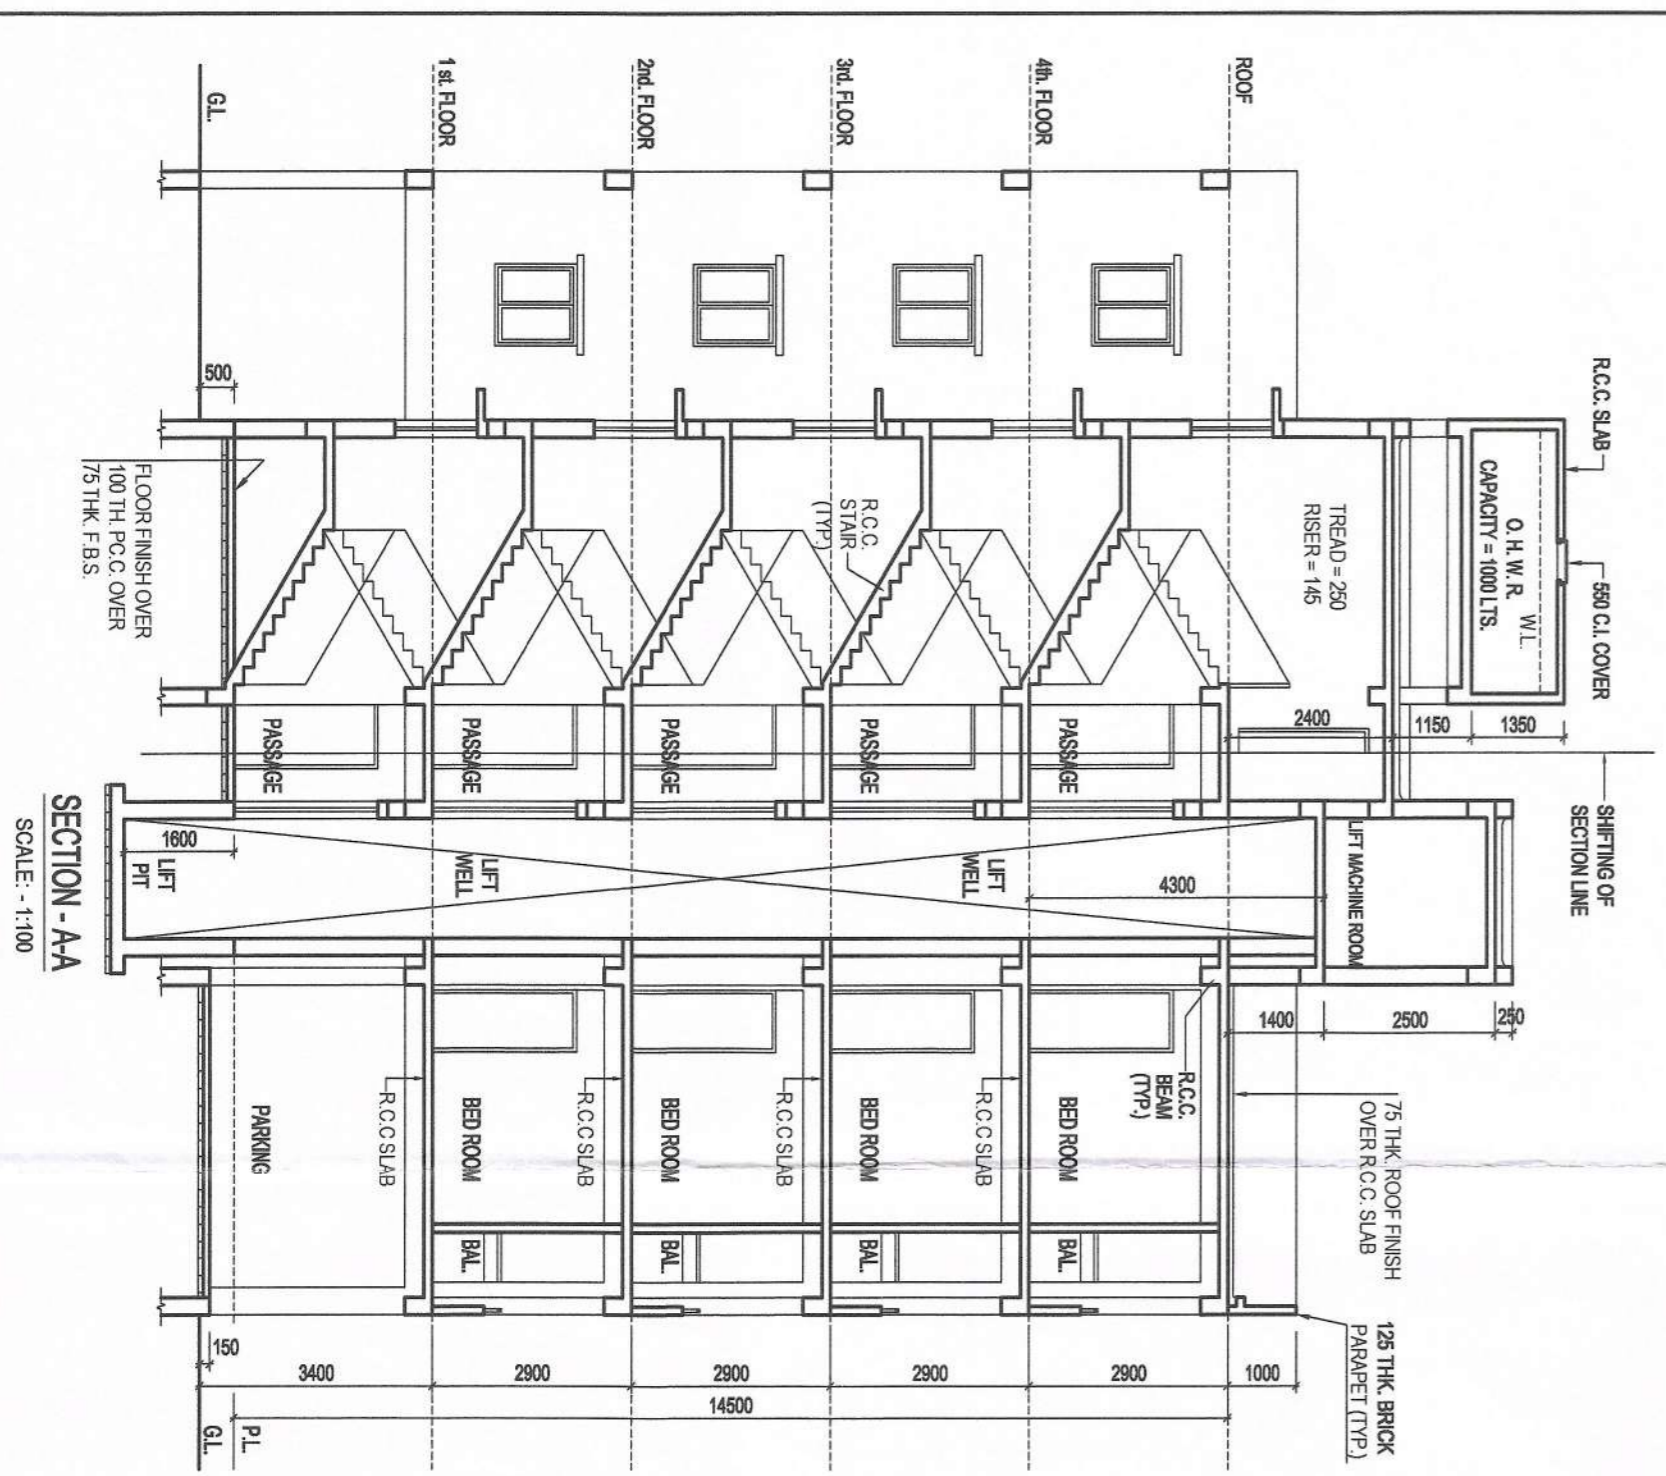 R.C.C. SLAB
550 C.I. COVER
O. H. W. R.
W.L.
CAPACITY = 1000 LTS.
1350
1150
SHIFTING OF
SECTION LINE
TREAD = 250
RISER = 145
2400
LIFT MACHINE ROOM
250
2500
1400
75 THK. ROOF FINISH
OVER R.C.C. SLAB
125 THK. BRICK
PARAPET (TYP.)
ROOF
4th. FLOOR
3rd. FLOOR
2nd. FLOOR
1st. FLOOR
G.L.
R.C.C.
BEAM
(TYP.)
1000
4300
PASSAGE
LIFT
WELL
BED ROOM
BAL.
2900
R.C.C SLAB
R.C.C.
STAIR
(TYP.)
PASSAGE
BED ROOM
BAL.
2900
R.C.C SLAB
PASSAGE
BED ROOM
BAL.
2900
14500
R.C.C SLAB
PASSAGE
LIFT
WELL
BED ROOM
BAL.
2900
R.C.C SLAB
PASSAGE
PARKING
3400
500
150
P.L.
G.L.
1600
LIFT
PIT
FLOOR FINISH OVER
100 TH. P.C.C. OVER
75 THK. F.B.S.
SECTION - A-A
SCALE: - 1:100